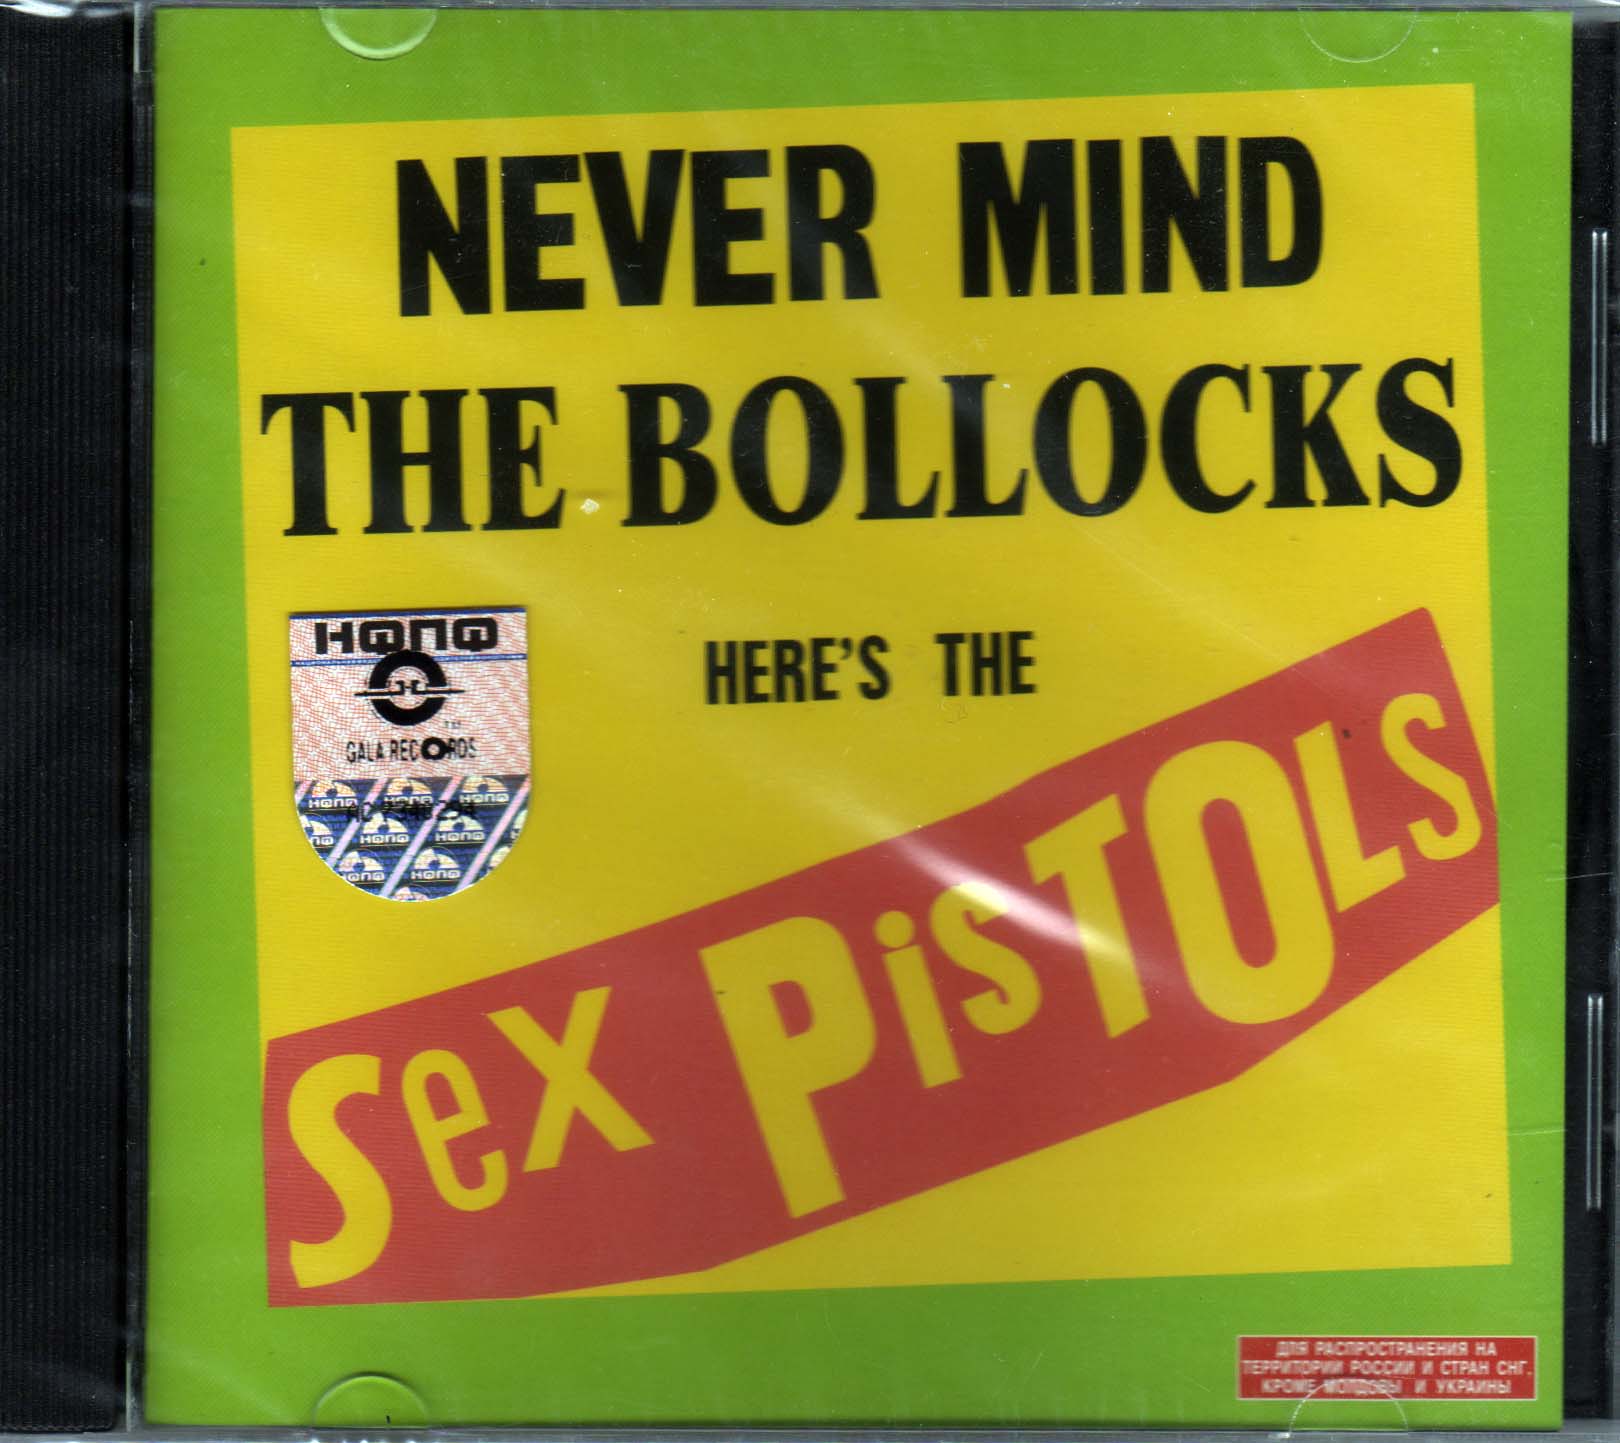 NEVER MIND
THE BOLLOCKS
HERE'S THE
SEX PiSTOLS
НФПФ
GALA RECORDS
ДЛЯ РАСПРОСТРАНЕНИЯ НА
ТЕРРИТОРИИ РОССИИ И СТРАН СНГ,
КРОМЕ МОЛДОВЫ И УКРАИНЫ